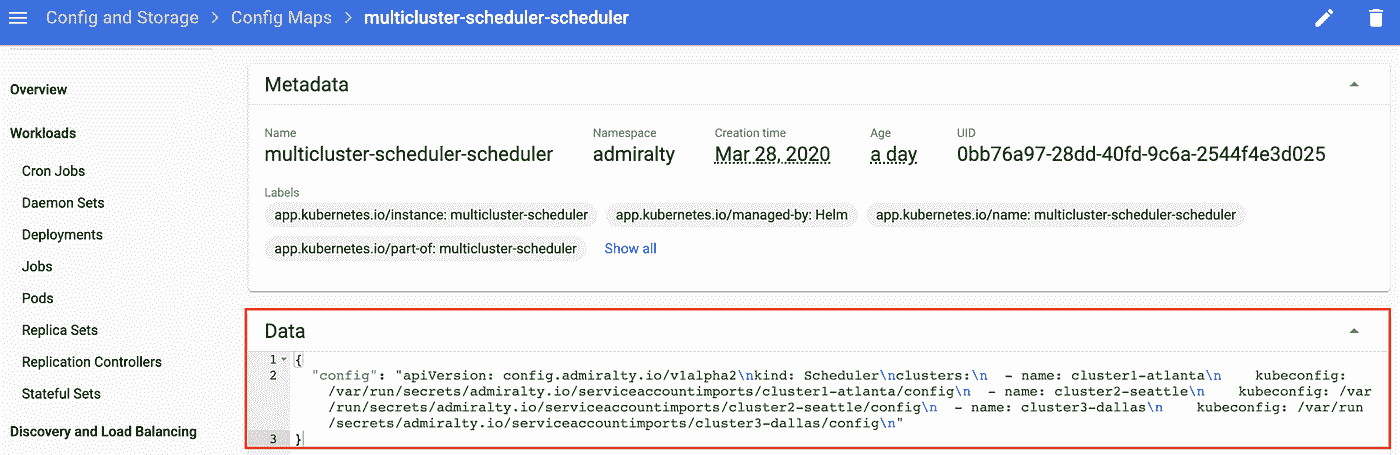 Config and Storage > Config Maps > multicluster-scheduler-scheduler
Overview
Workloads
Cron Jobs
Daemon Sets
Deployments
Jobs
Pods
Replica Sets
Replication Controllers
Stateful Sets
Discovery and Load Balancing
Metadata
Name
multicluster-scheduler-scheduler
Namespace
admiralty
Creation time
Mar 28, 2020
Age
a day
UID
0bb76a97-28dd-40fd-9c6a-2544f4e3d025
Labels
app.kubernetes.io/instance: multicluster-scheduler
app.kubernetes.io/managed-by: Helm
app.kubernetes.io/name: multicluster-scheduler-scheduler
app.kubernetes.io/part-of: multicluster-scheduler
Show all
Data
1 {
2 "config": "apiVersion: config.admiralty.io/v1alpha2\nkind: Scheduler\nclusters:\n  - name: cluster1-atlanta\n    kubeconfig:
/var/run/secrets/admiralty.io/serviceaccountimports/cluster1-atlanta/config\n  - name: cluster2-seattle\n    kubeconfig: /var
/run/secrets/admiralty.io/serviceaccountimports/cluster2-seattle/config\n  - name: cluster3-dallas\n    kubeconfig: /var/run
/secrets/admiralty.io/serviceaccountimports/cluster3-dallas/config\n"
3 }